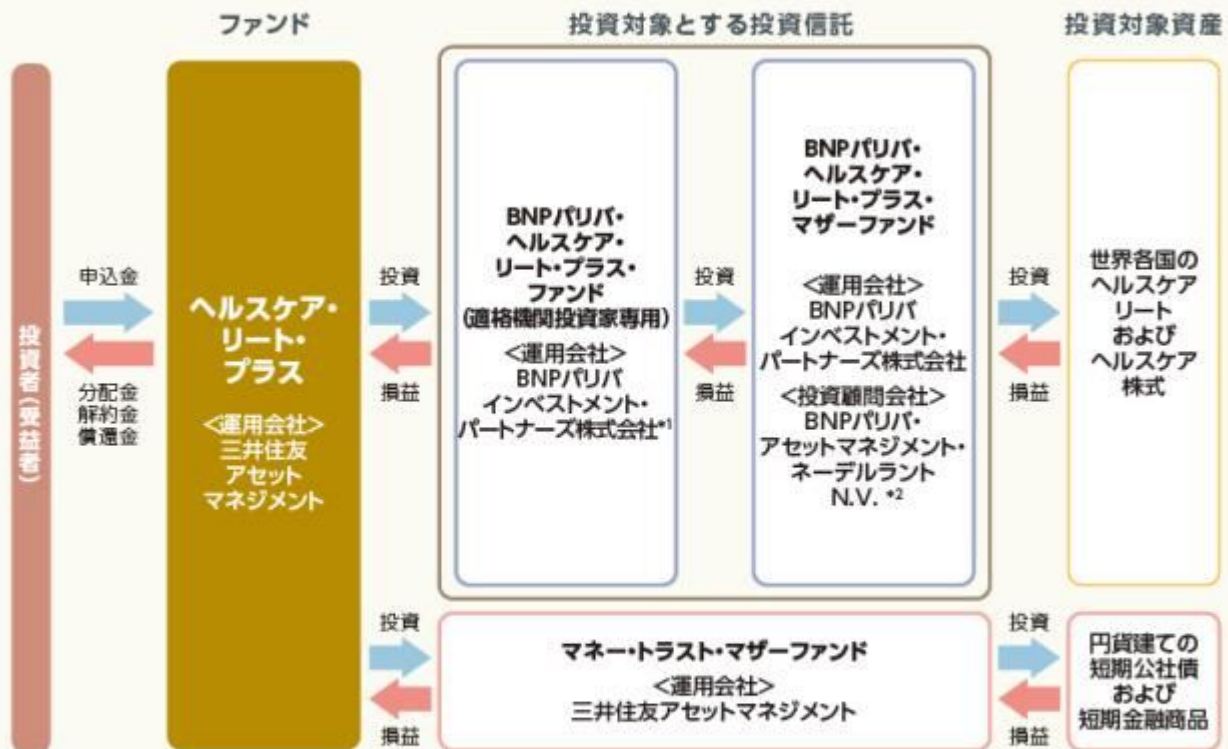 ファンド
投資対象とする投資信託
投資対象資産
投資者(受益者)
申込金
分配金
解約金
償還金
ヘルスケア・
リート・
プラス
<運用会社>
三井住友
アセット
マネジメント
投資
損益
BNPパリバ・
ヘルスケア・
リート・プラス・
ファンド
(適格機関投資家専用)
<運用会社>
BNPパリバ
インベストメント・
パートナーズ株式会社*1
投資
損益
BNPパリバ・
ヘルスケア・
リート・プラス・
マザーファンド
<運用会社>
BNPパリバ
インベストメント・
パートナーズ株式会社
<投資顧問会社>
BNPパリバ・
アセットマネジメント・
ネーデルラント
N.V. *2
投資
損益
世界各国の
ヘルスケア
リート
および
ヘルスケア
株式
投資
損益
マネー・トラスト・マザーファンド
<運用会社>
三井住友アセットマネジメント
投資
損益
円貨建ての
短期公社債
および
短期金融商品